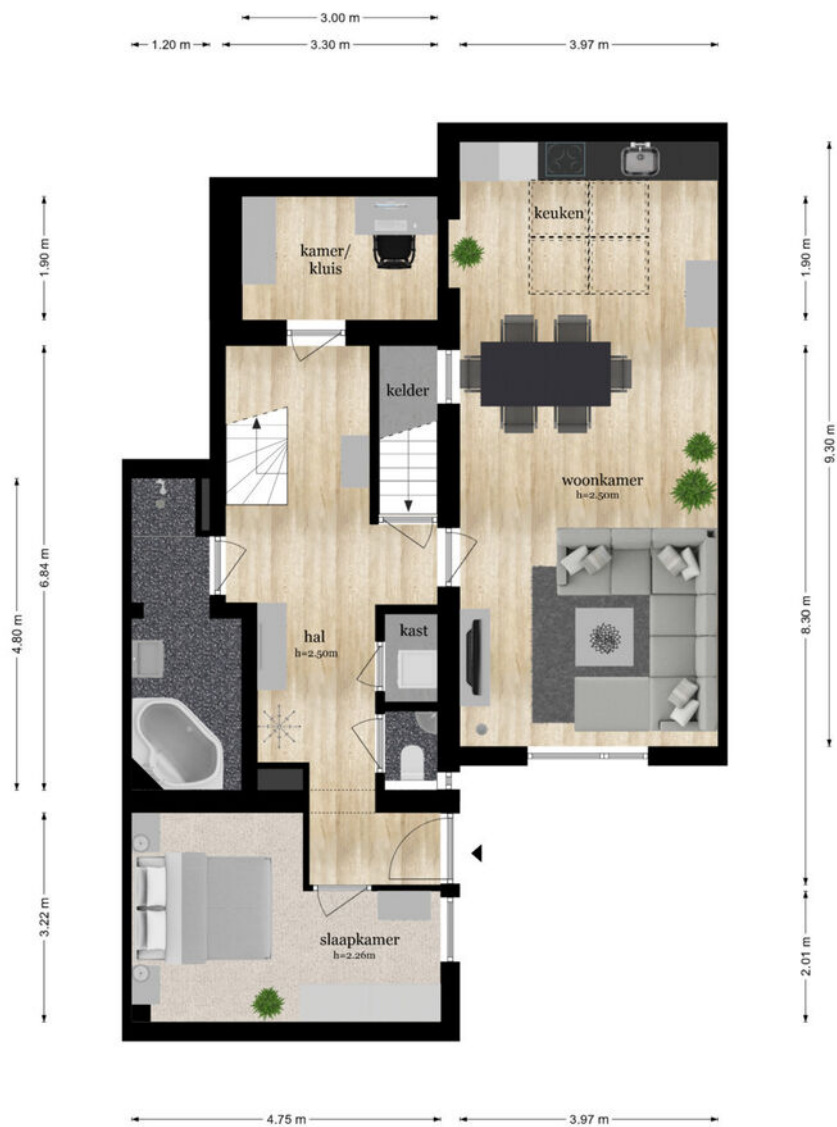 3.00 m
1.20 m
3.30 m
3.97 m
keuken
kamer/
kluis
1.90 m
1.90 m
kelder
9.30 m
woonkamer
h=2.50m
6.84 m
4.80 m
8.30 m
hal
h=2.50m
kast
3.22 m
slaapkamer
h=2.26m
2.01 m
4.75 m
3.97 m